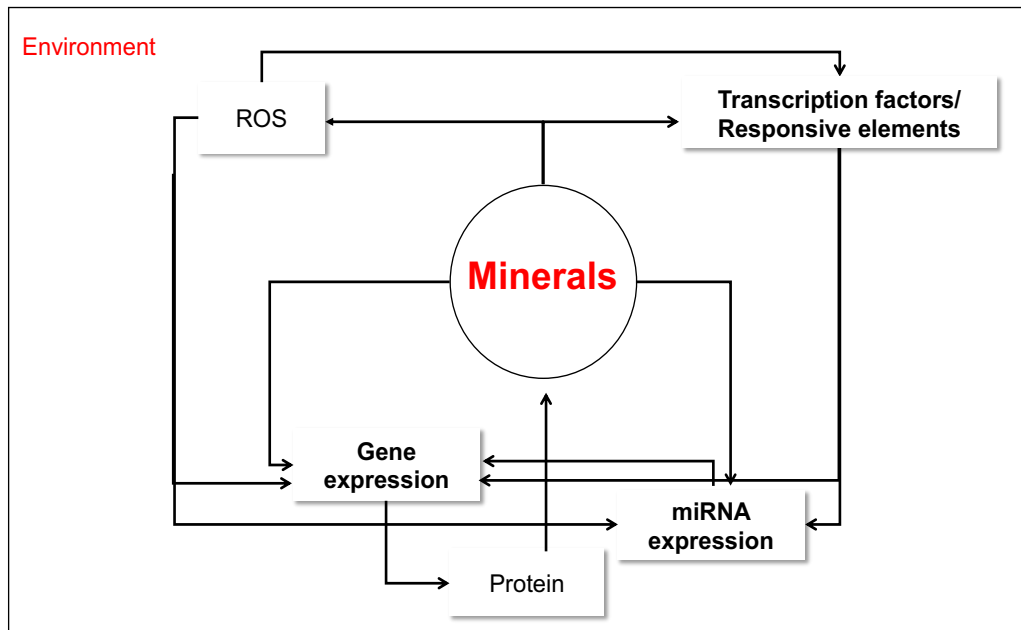 Environment
ROS
Transcription factors/
Responsive elements
Minerals
Gene
expression
miRNA
expression
Protein